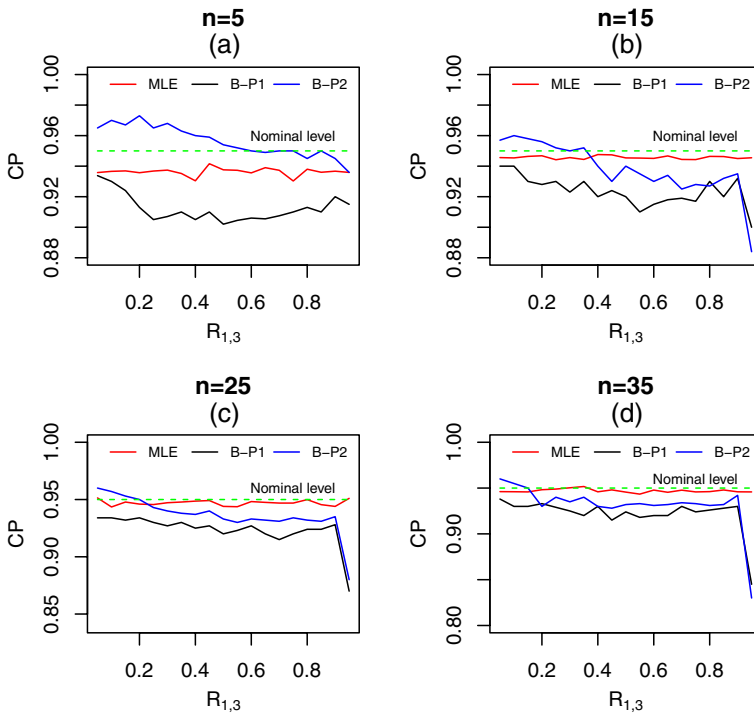 n=5
(a)
MLE B−P1 B−P2
Nominal level
CP
1.00
0.96
0.92
0.88
0.2 0.4 0.6 0.8
R1,3
n=15
(b)
MLE B−P1 B−P2
Nominal level
CP
1.00
0.96
0.92
0.88
0.2 0.4 0.6 0.8
R1,3
n=25
(c)
MLE B−P1 B−P2
Nominal level
CP
1.00
0.95
0.90
0.85
0.2 0.4 0.6 0.8
R1,3
n=35
(d)
MLE B−P1 B−P2
Nominal level
CP
1.00
0.90
0.80
0.2 0.4 0.6 0.8
R1,3